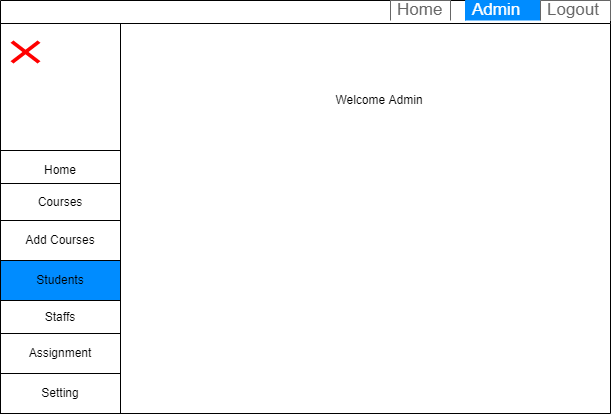 Home Admin Logout
Welcome Admin
Home
Courses
Add Courses
Students
Staffs
Assignment
Setting